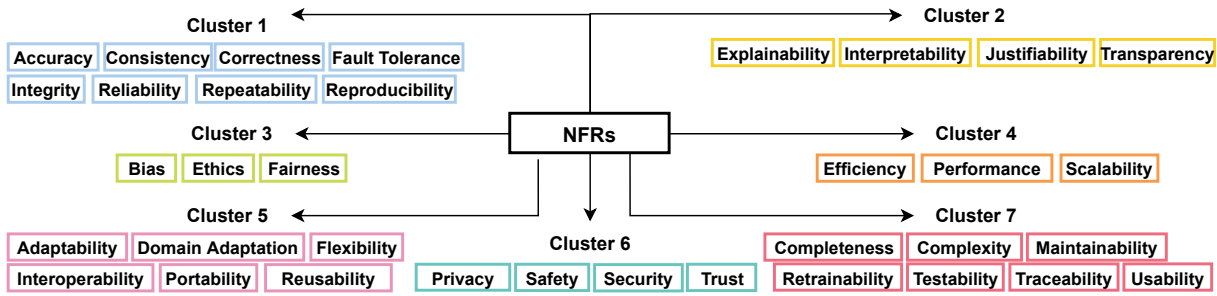 Cluster 1
Accuracy Consistency Correctness Fault Tolerance
Integrity Reliability Repeatability Reproducibility
Cluster 2
Explainability Interpretability Justifiability Transparency
NFRs
Cluster 3
Bias Ethics Fairness
Cluster 4
Efficiency Performance Scalability
Cluster 5
Adaptability Domain Adaptation Flexibility
Interoperability Portability Reusability
Cluster 6
Privacy Safety Security Trust
Cluster 7
Completeness Complexity Maintainability
Retrainability Testability Traceability Usability